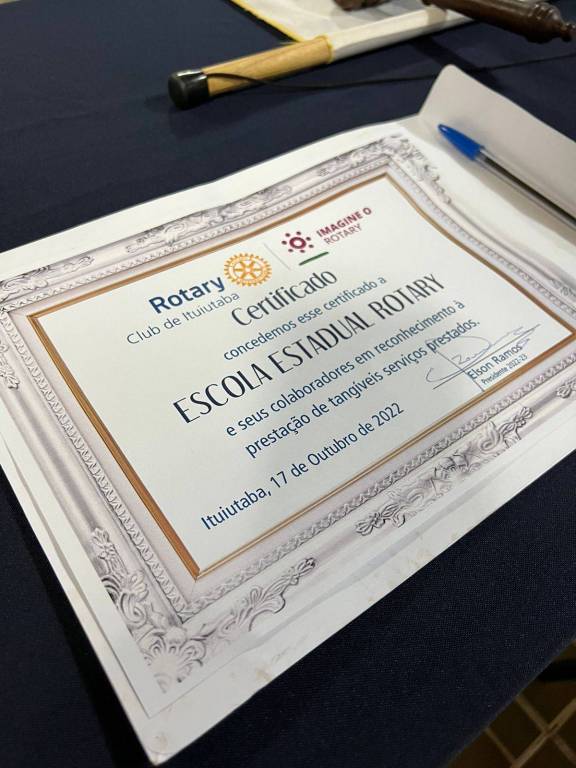 Rotary
Club de Ituiutaba
IMAGINE O
ROTARY
Certificado
concedemos esse certificado a
ESCOLA ESTADUAL ROTARY
e seus colaboradores em reconhecimento à
prestação de tangíveis serviços prestados.
Elson Ramos
Presidente 2022-23
Ituiutaba, 17 de Outubro de 2022